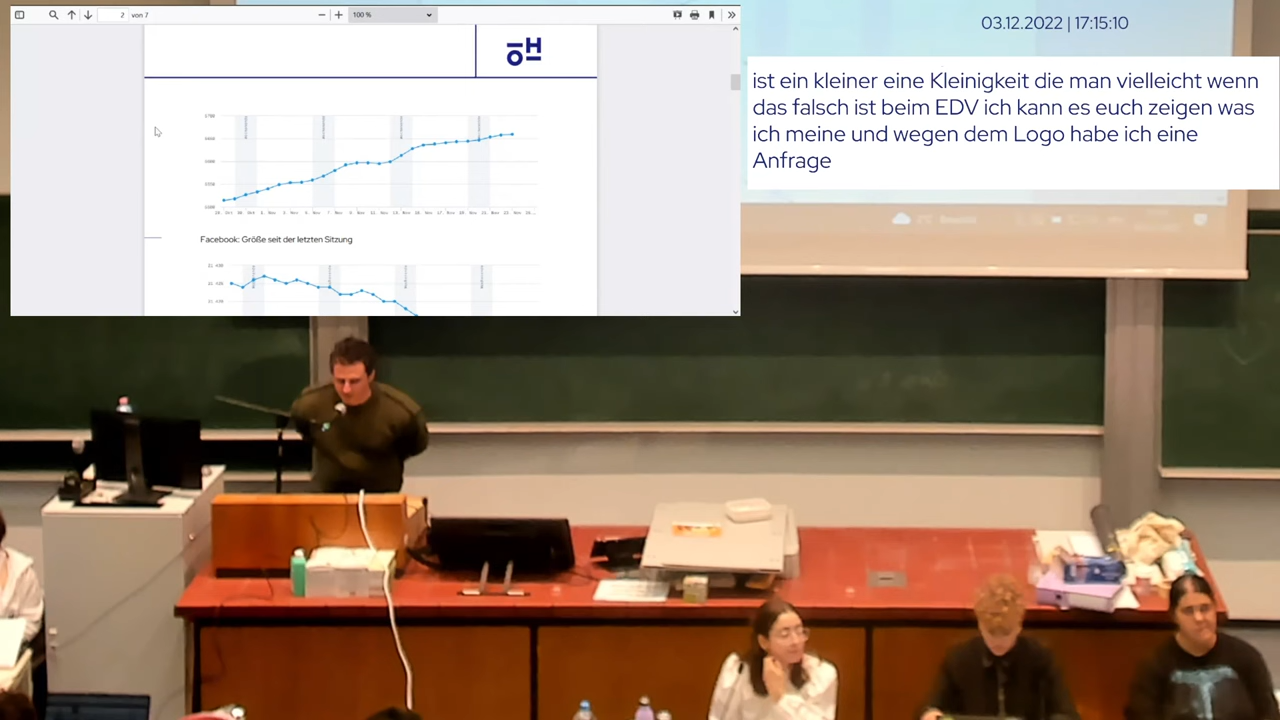 2 von 7
100 %
03.12.2022 | 17:15:10
ÖH
ist ein kleiner eine Kleinigkeit die man vielleicht wenn
das falsch ist beim EDV ich kann es euch zeigen was
ich meine und wegen dem Logo habe ich eine
Anfrage
Facebook: Größe seit der letzten Sitzung